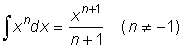 ∫xⁿdx = xⁿ⁺¹/(n+1) (n ≠ −1)